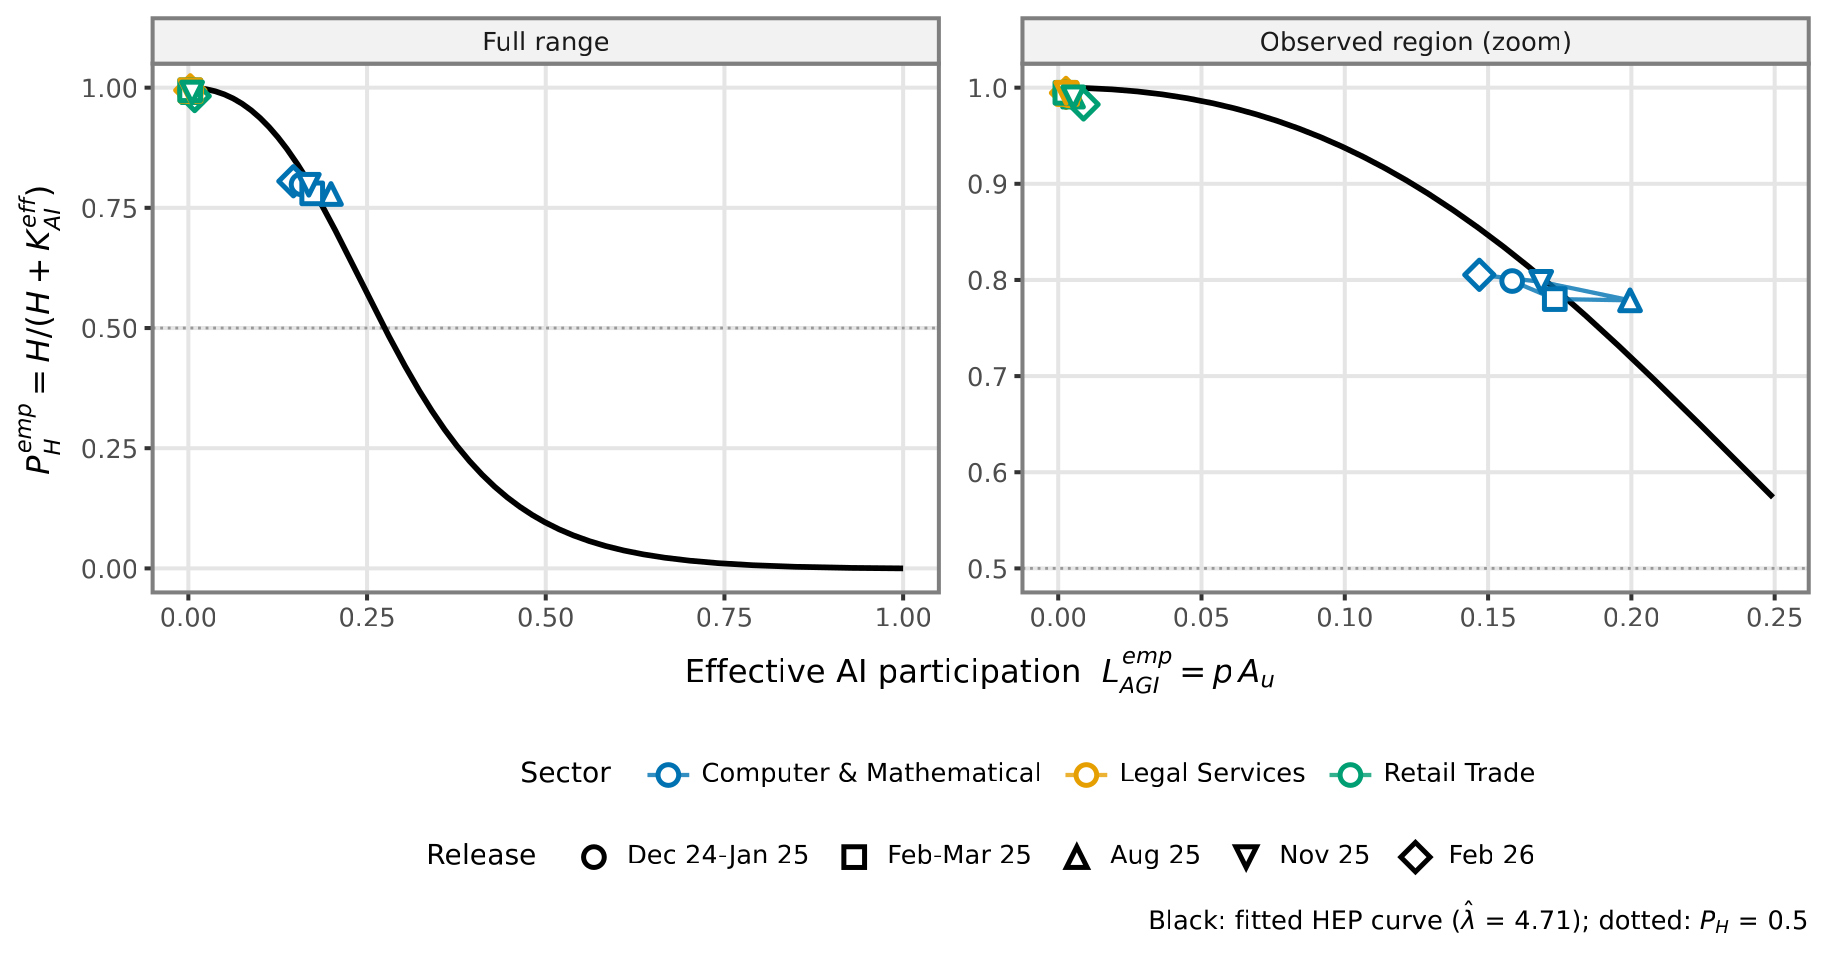 Full range
Observed region (zoom)
P_H^emp = H/(H + K_AI^eff)
1.00
0.75
0.50
0.25
0.00
0.00 0.25 0.50 0.75 1.00
1.0
0.9
0.8
0.7
0.6
0.5
0.00 0.05 0.10 0.15 0.20 0.25
Effective AI participation L_AGI^emp = p A_u
Sector Computer & Mathematical Legal Services Retail Trade
Release Dec 24-Jan 25 Feb-Mar 25 Aug 25 Nov 25 Feb 26
Black: fitted HEP curve (λ̂ = 4.71); dotted: P_H = 0.5